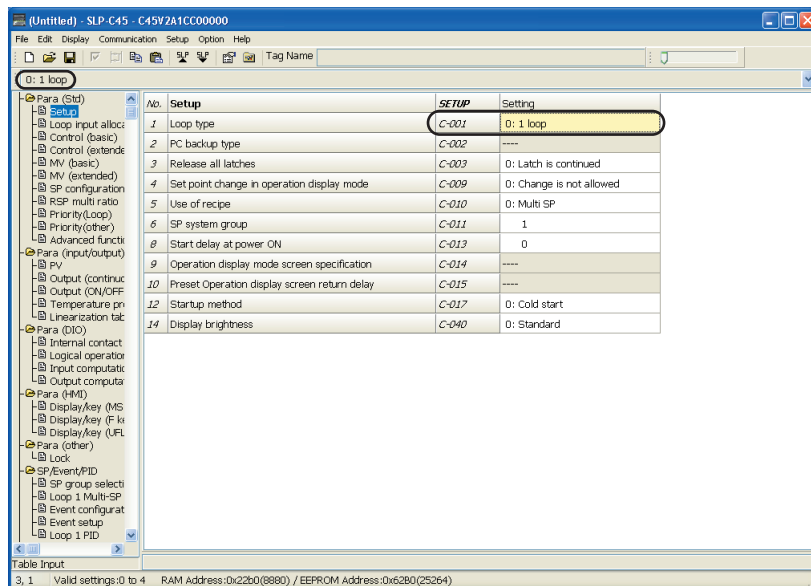 (Untitled) - SLP-C45 - C45V2A1CC00000
File Edit Display Communication Setup Option Help
Tag Name
0: 1 loop
Para (Std)
Setup
Loop input alloca
Control (basic)
Control (extende
MV (basic)
MV (extended)
SP configuration
RSP multi ratio
Priority(Loop)
Priority(other)
Advanced functio
Para (input/output)
PV
Output (continuo
Output (ON/OFF
Temperature pro
Linearization tab
Para (DIO)
Internal contact
Logical operation
Input computatio
Output computa
Para (HMI)
Display/key (MS
Display/key (F ke
Display/key (UFL
Para (other)
Lock
SP/Event/PID
SP group selecti
Loop 1 Multi-SP
Event configurat
Event setup
Loop 1 PID
No. Setup SETUP Setting
1 Loop type C-001 0: 1 loop
2 PC backup type C-002 ----
3 Release all latches C-003 0: Latch is continued
4 Set point change in operation display mode C-009 0: Change is not allowed
5 Use of recipe C-010 0: Multi SP
6 SP system group C-011 1
8 Start delay at power ON C-013 0
9 Operation display mode screen specification C-014 ----
10 Preset Operation display screen return delay C-015 ----
12 Startup method C-017 0: Cold start
14 Display brightness C-040 0: Standard
Table Input
3, 1 Valid settings:0 to 4 RAM Address:0x22b0(8880) / EEPROM Address:0x62B0(25264)